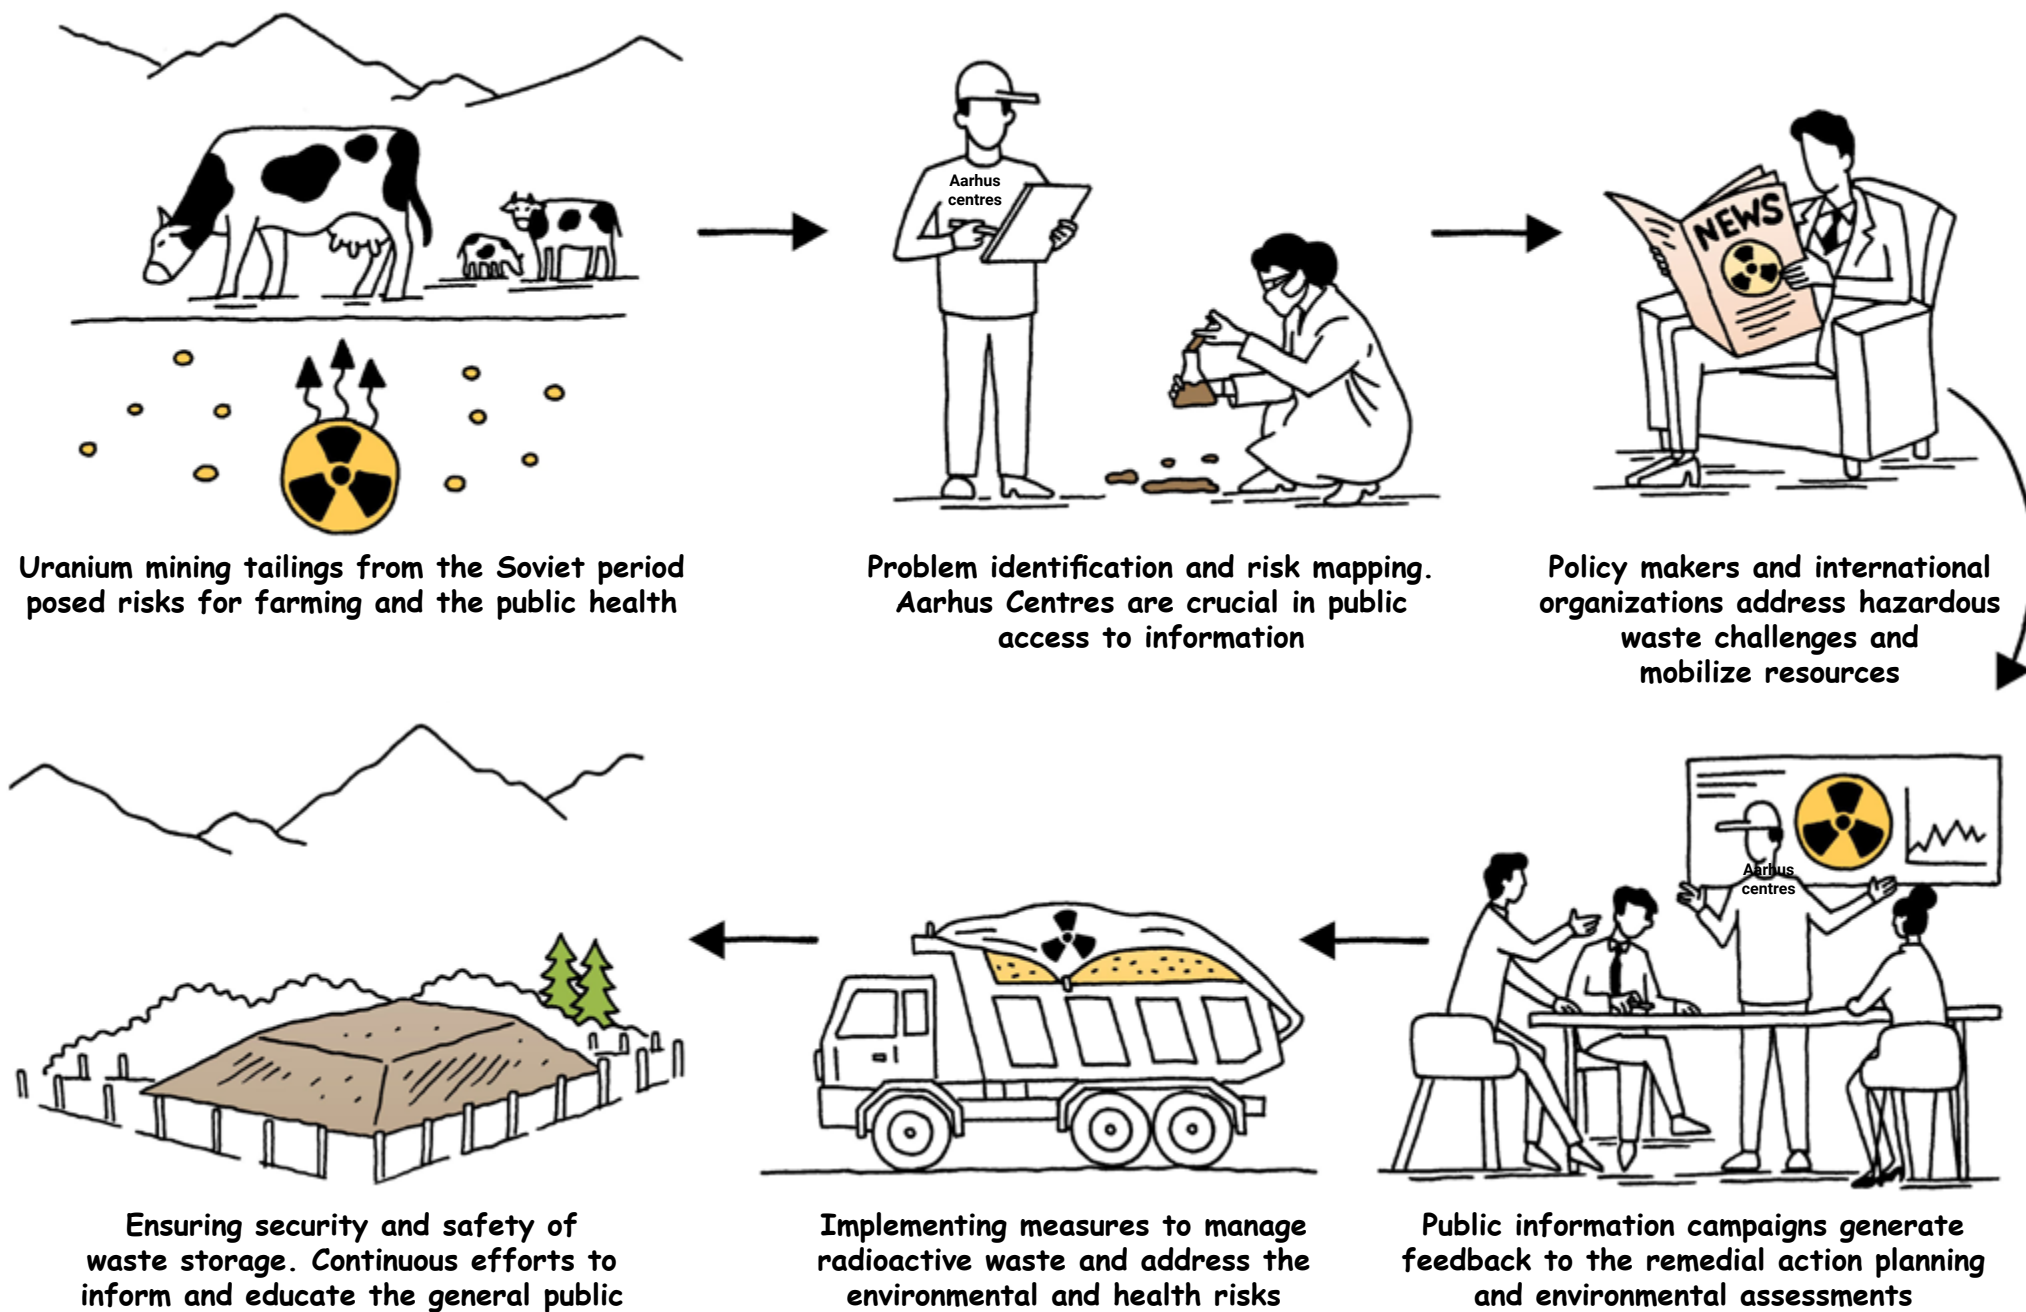 Aarhus
centres
NEWS
Uranium mining tailings from the Soviet period
posed risks for farming and the public health
Problem identification and risk mapping.
Aarhus Centres are crucial in public
access to information
Policy makers and international
organizations address hazardous
waste challenges and
mobilize resources
Aarhus
centres
Public information campaigns generate
feedback to the remedial action planning
and environmental assessments
Implementing measures to manage
radioactive waste and address the
environmental and health risks
Ensuring security and safety of
waste storage. Continuous efforts to
inform and educate the general public